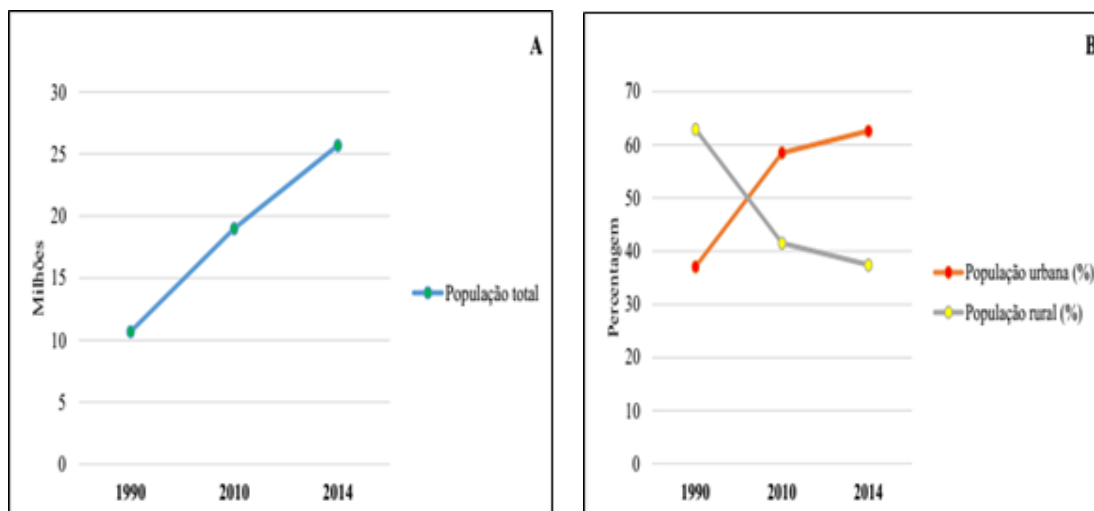 A
Milhões
30
25
20
15
10
5
0
1990 2010 2014
População total
B
Percentagem
70
60
50
40
30
20
10
0
1990 2010 2014
População urbana (%)
População rural (%)